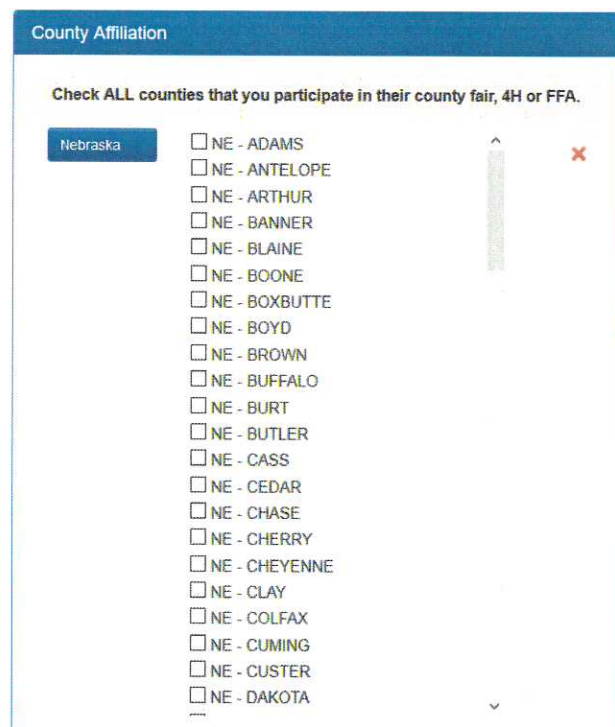 County Affiliation
Check ALL counties that you participate in their county fair, 4H or FFA.
Nebraska
NE - ADAMS
NE - ANTELOPE
NE - ARTHUR
NE - BANNER
NE - BLAINE
NE - BOONE
NE - BOXBUTTE
NE - BOYD
NE - BROWN
NE - BUFFALO
NE - BURT
NE - BUTLER
NE - CASS
NE - CEDAR
NE - CHASE
NE - CHERRY
NE - CHEYENNE
NE - CLAY
NE - COLFAX
NE - CUMING
NE - CUSTER
NE - DAKOTA